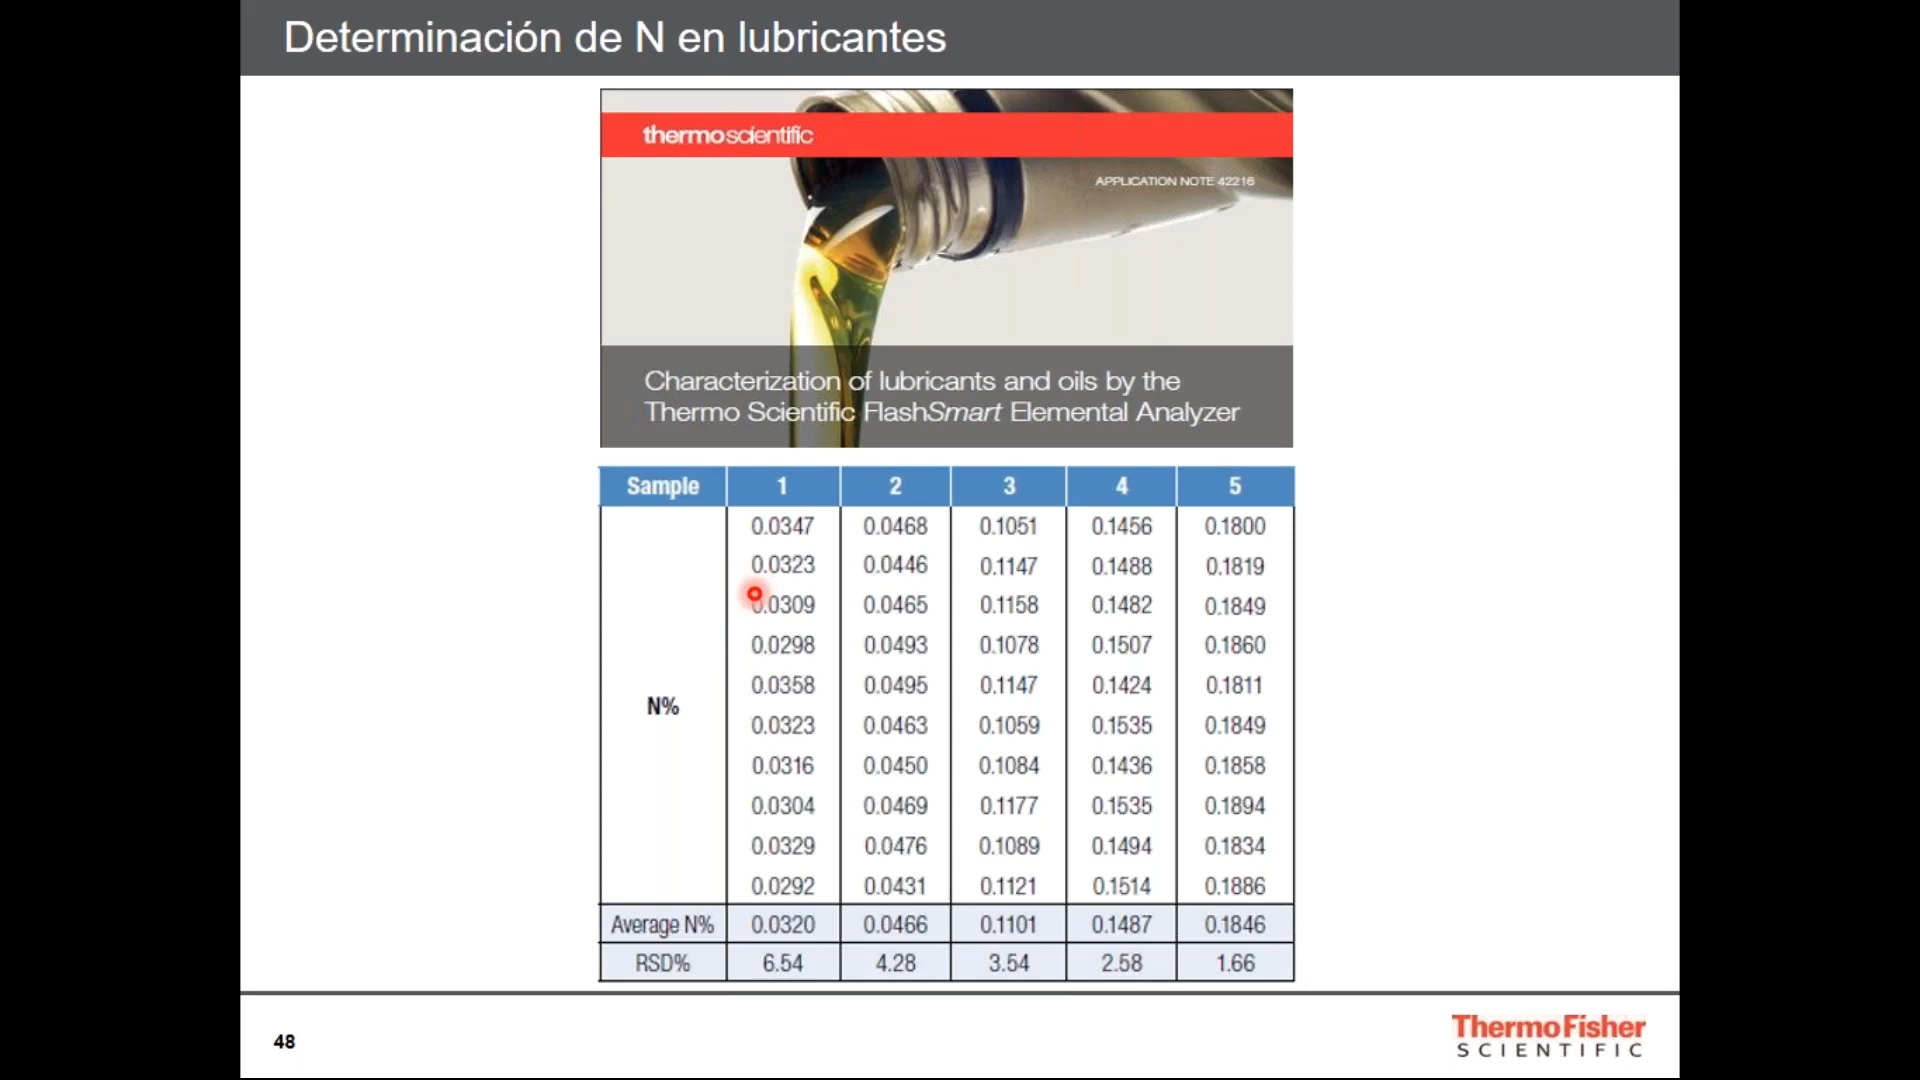 Determinación de N en lubricantes
thermoscientific
APPLICATION NOTE 42216
Characterization of lubricants and oils by the
Thermo Scientific FlashSmart Elemental Analyzer
Sample 1 2 3 4 5
0.0347 0.0468 0.1051 0.1456 0.1800
0.0323 0.0446 0.1147 0.1488 0.1819
0.0309 0.0465 0.1158 0.1482 0.1849
0.0298 0.0493 0.1078 0.1507 0.1860
0.0358 0.0495 0.1147 0.1424 0.1811
N%
0.0323 0.0463 0.1059 0.1535 0.1849
0.0316 0.0450 0.1084 0.1436 0.1858
0.0304 0.0469 0.1177 0.1535 0.1894
0.0329 0.0476 0.1089 0.1494 0.1834
0.0292 0.0431 0.1121 0.1514 0.1886
Average N% 0.0320 0.0466 0.1101 0.1487 0.1846
RSD% 6.54 4.28 3.54 2.58 1.66
48
ThermoFisher
SCIENTIFIC